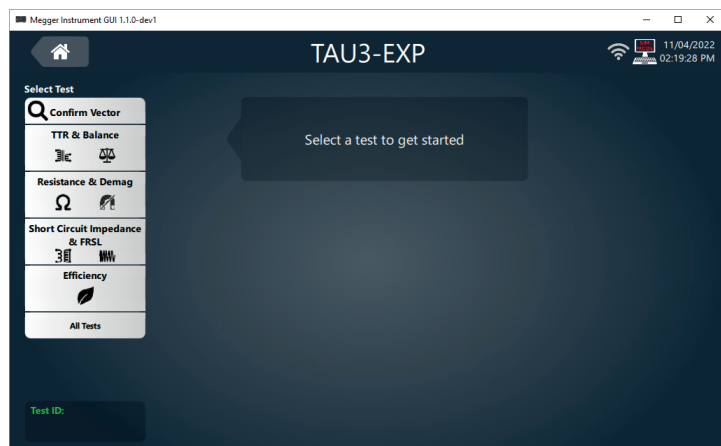 Megger Instrument GUI 1.1.0-dev1
TAU3-EXP
11/04/2022
02:19:28 PM
Select Test
Confirm Vector
TTR & Balance
Resistance & Demag
Ω
Short Circuit Impedance
& FRSL
Efficiency
All Tests
Select a test to get started
Test ID: